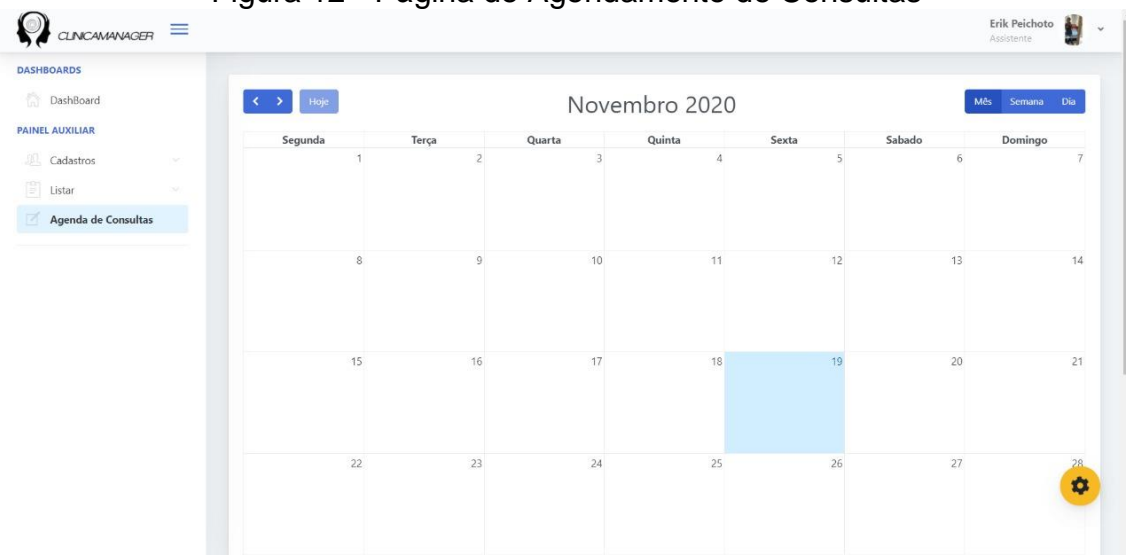 Figura 12 - Página de Agendamento de Consultas
CLINICAMANAGER
Erik Peichoto
Assistente
DASHBOARDS
DashBoard
PAINEL AUXILIAR
Cadastros
Listar
Agenda de Consultas
Hoje
Novembro 2020
Mês Semana Dia
Segunda Terça Quarta Quinta Sexta Sabado Domingo
1 2 3 4 5 6 7
8 9 10 11 12 13 14
15 16 17 18 19 20 21
22 23 24 25 26 27 28